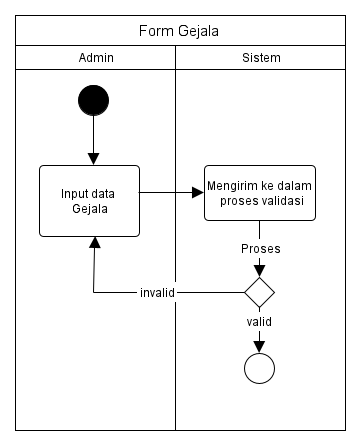 Form Gejala
Admin
Sistem
Input data
Gejala
Mengirim ke dalam
proses validasi
Proses
invalid
valid